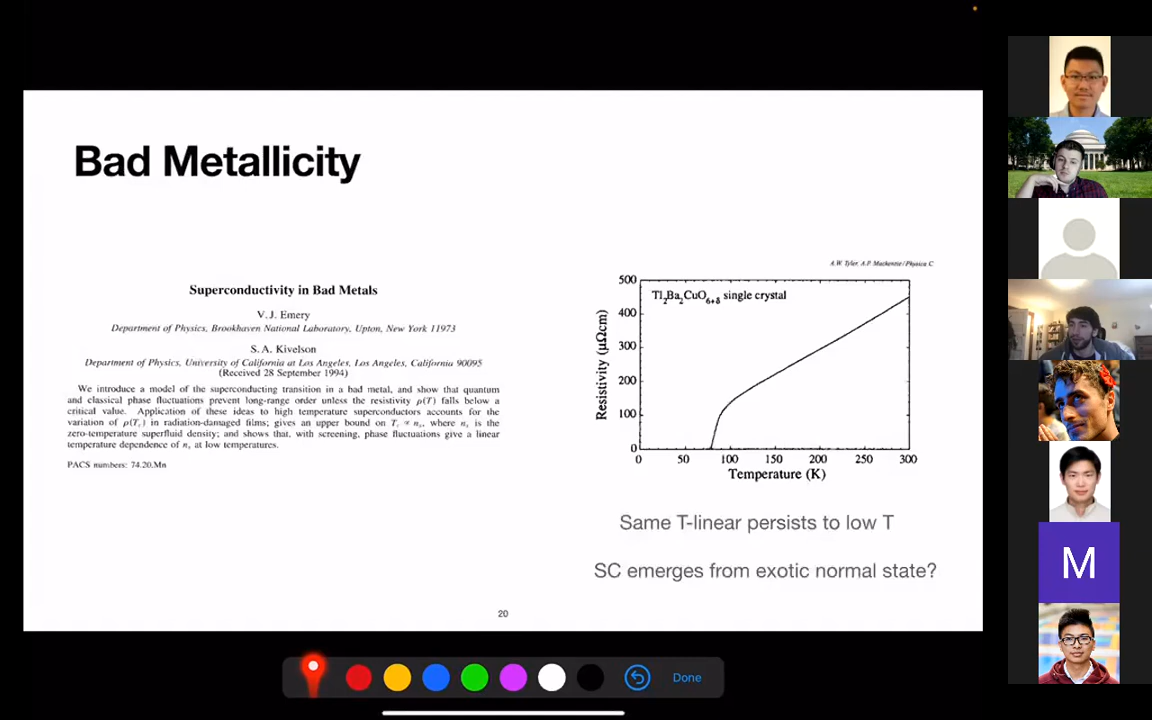 Bad Metallicity
Superconductivity in Bad Metals
V. J. Emery
Department of Physics, Brookhaven National Laboratory, Upton, New York 11973
S. A. Kivelson
Department of Physics, University of California at Los Angeles, Los Angeles, California 90095
(Received 28 September 1994)
We introduce a model of the superconducting transition in a bad metal, and show that quantum
and classical phase fluctuations prevent long-range order unless the resistivity ρ(T) falls below a
critical value. Application of these ideas to high temperature superconductors accounts for the
variation of ρ(Tc) in radiation-damaged films; gives an upper bound on Tc ∝ ns, where ns is the
zero-temperature superfluid density; and shows that, with screening, phase fluctuations give a linear
temperature dependence of ns at low temperatures.
PACS numbers: 74.20.Mn
A.W. Tyler, A.P. Mackenzie / Physica C
Tl2Ba2CuO6+δ single crystal
Resistivity (μΩcm)
500
400
300
200
100
0
0 50 100 150 200 250 300
Temperature (K)
Same T-linear persists to low T
SC emerges from exotic normal state?
20
Done
M